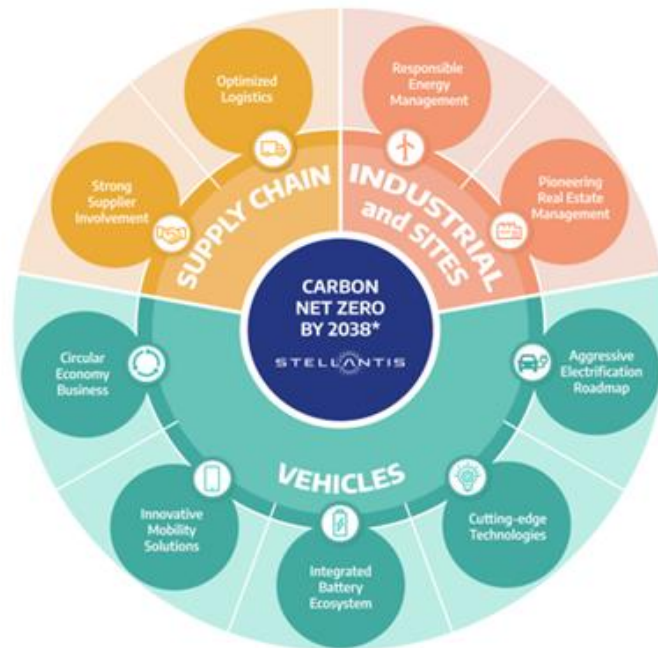 Optimized
Logistics
Responsible
Energy
Management
Strong
Supplier
Involvement
Pioneering
Real Estate
Management
SUPPLY CHAIN
INDUSTRIAL
and SITES
CARBON
NET ZERO
BY 2038*
STELLANTIS
Circular
Economy
Business
Aggressive
Electrification
Roadmap
VEHICLES
Innovative
Mobility
Solutions
Cutting-edge
Technologies
Integrated
Battery
Ecosystem